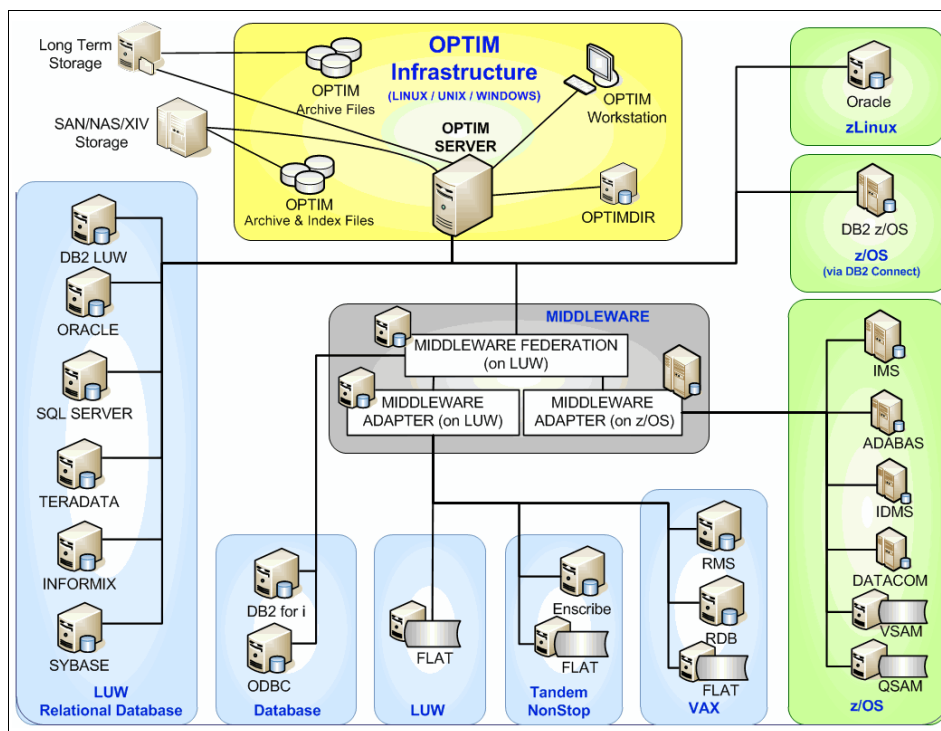 Long Term
Storage
OPTIM
Archive Files
OPTIM
Infrastructure
(LINUX / UNIX / WINDOWS)
OPTIM
Workstation
OPTIM
SERVER
SAN/NAS/XIV
Storage
OPTIM
Archive & Index Files
OPTIMDIR
Oracle
zLinux
DB2 z/OS
z/OS
(via DB2 Connect)
DB2 LUW
ORACLE
SQL SERVER
TERADATA
INFORMIX
SYBASE
LUW
Relational Database
MIDDLEWARE
MIDDLEWARE FEDERATION
(on LUW)
MIDDLEWARE
ADAPTER (on LUW)
MIDDLEWARE
ADAPTER (on z/OS)
DB2 for i
ODBC
Database
FLAT
LUW
Enscribe
FLAT
Tandem
NonStop
RMS
RDB
FLAT
VAX
IMS
ADABAS
IDMS
DATACOM
VSAM
QSAM
z/OS